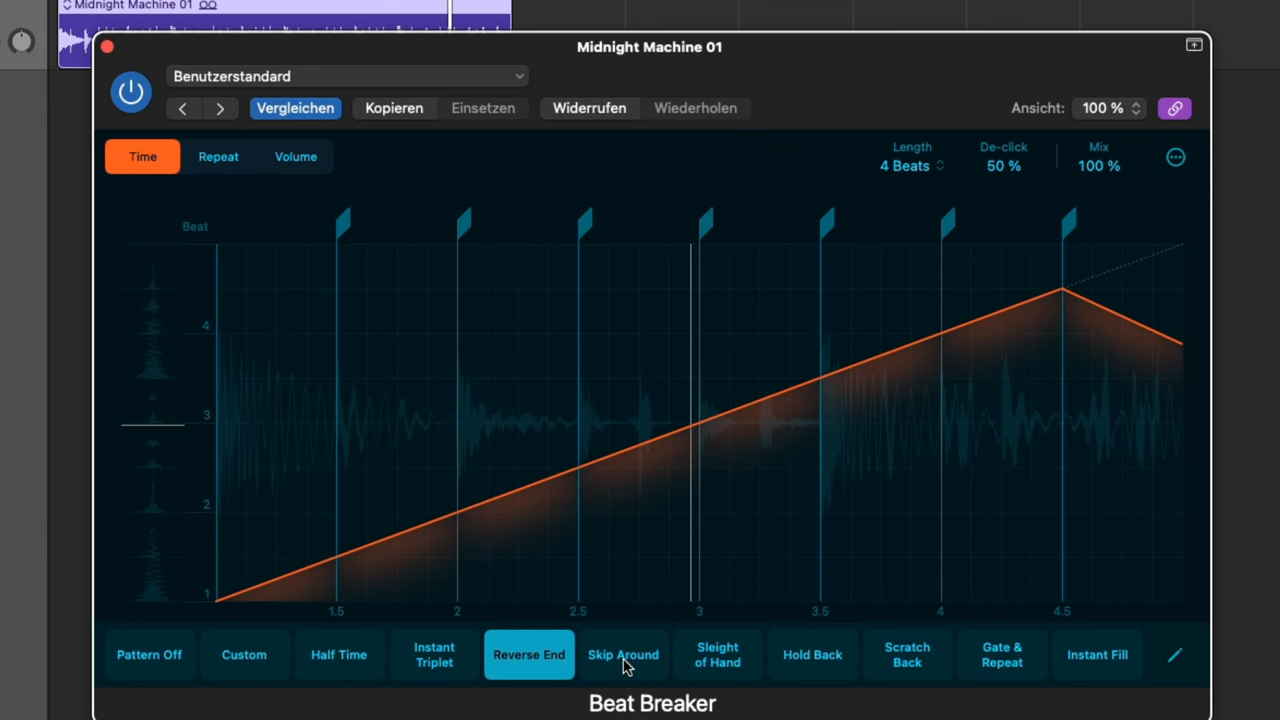 Midnight Machine 01
Midnight Machine 01
Benutzerstandard
Vergleichen Kopieren Einsetzen Widerrufen Wiederholen Ansicht: 100 %
Time Repeat Volume
Length De-click Mix
4 Beats 50 % 100 %
Beat
4
3
2
1
1.5 2 2.5 3 3.5 4 4.5
Pattern Off Custom Half Time Instant Triplet Reverse End Skip Around Sleight of Hand Hold Back Scratch Back Gate & Repeat Instant Fill
Beat Breaker